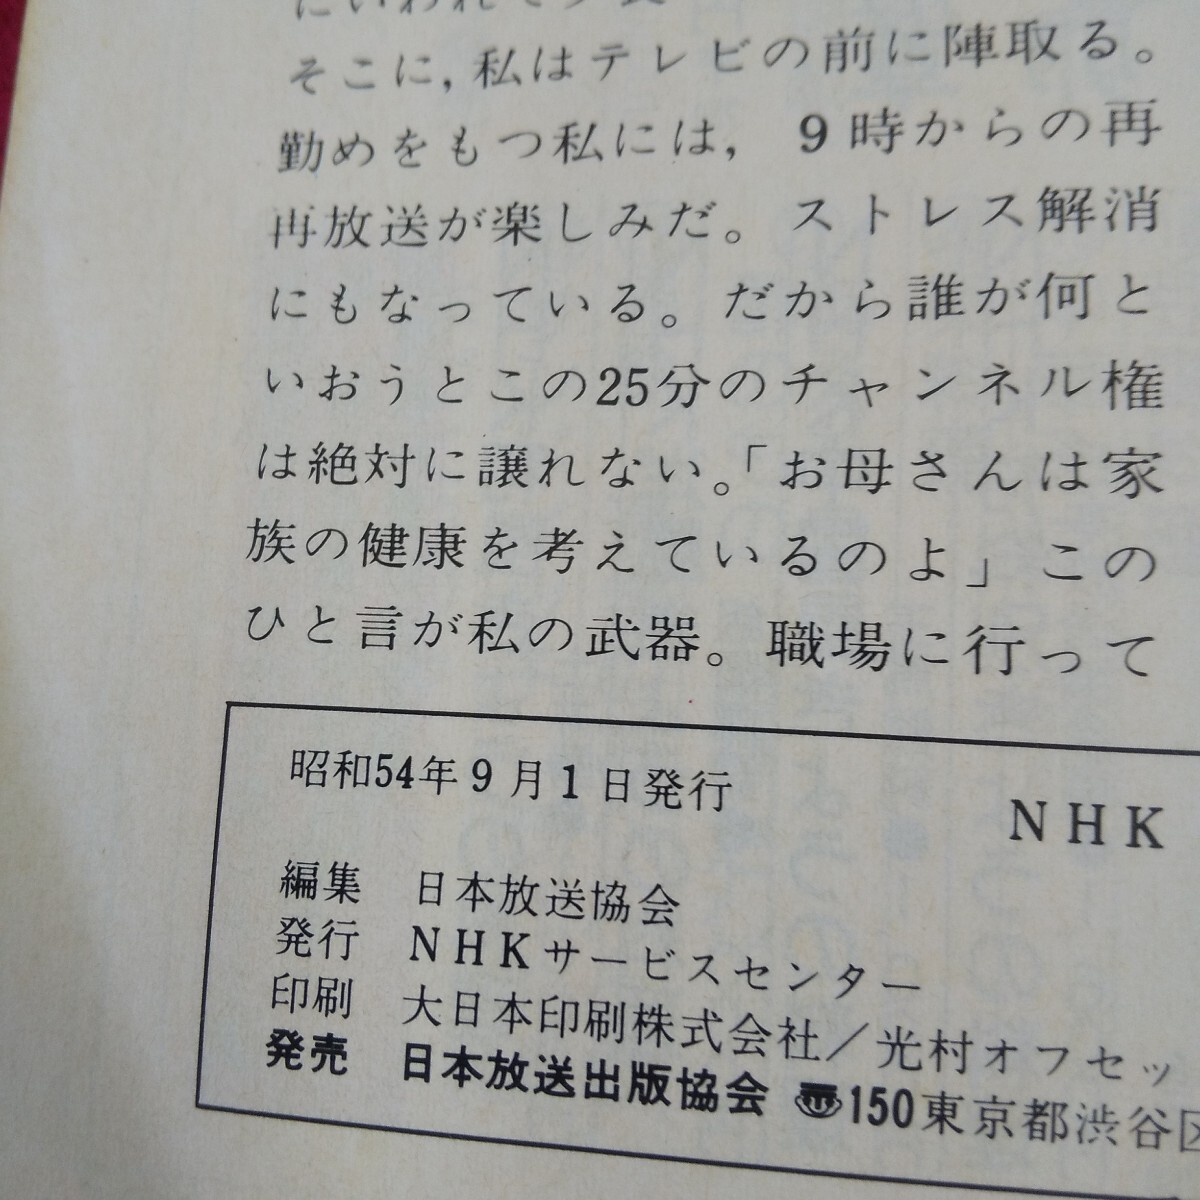 そこに,私はテレビの前に陣取る。
勤めをもつ私には, 9時からの再
再放送が楽しみだ。ストレス解消
にもなっている。だから誰が何と
いおうとこの25分のチャンネル権
は絶対に譲れない。「お母さんは家
族の健康を考えているのよ」この
ひと言が私の武器。職場に行って
昭和54年9月1日発行
NHK
編集 日本放送協会
発行 NHKサービスセンター
印刷 大日本印刷株式会社/光村オフセッ
発売 日本放送出版協会 〠150東京都渋谷区